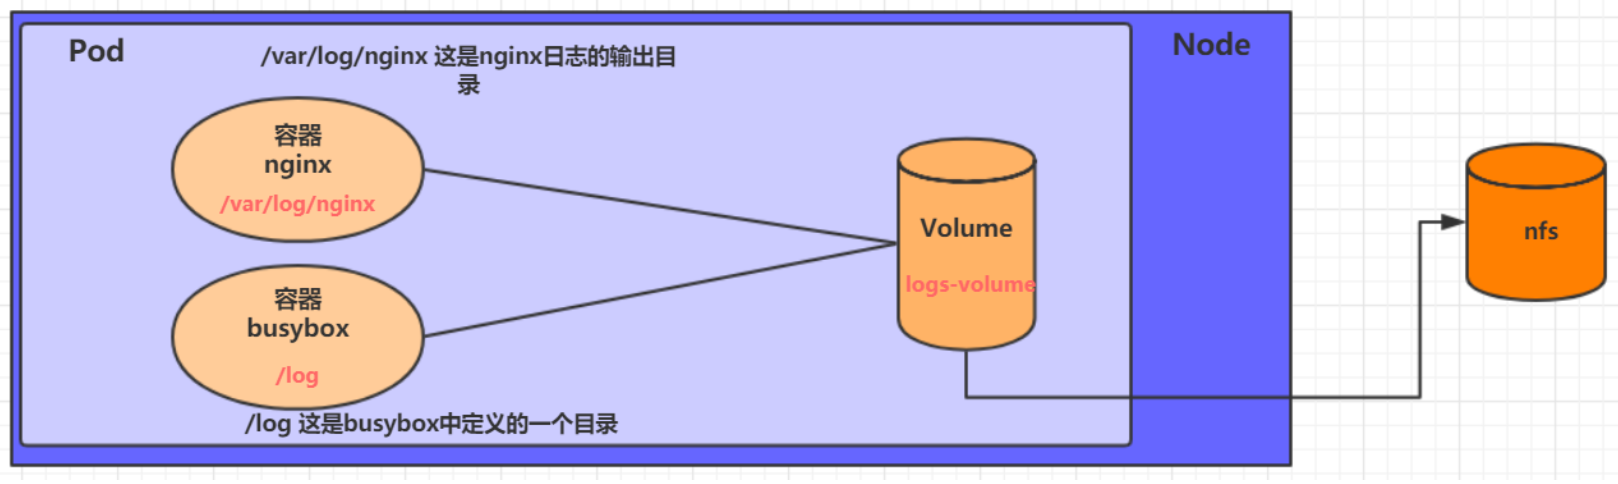 Pod
/var/log/nginx 这是nginx日志的输出目
录
Node
容器
nginx
/var/log/nginx
容器
busybox
/log
/log 这是busybox中定义的一个目录
Volume
logs-volume
nfs